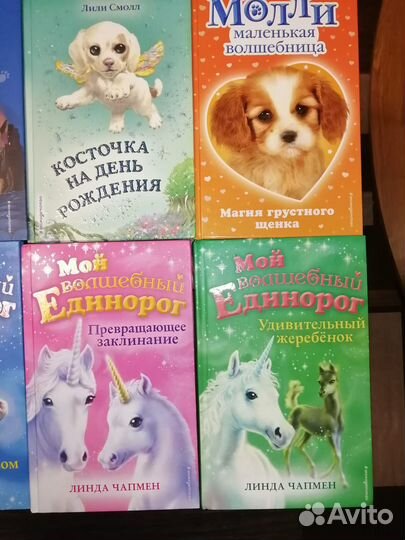 Лили Смолл
КОСТОЧКА
НА ДЕНЬ
РОЖДЕНИЯ
МОЛЛИ
маленькая
волшебница
Магия грустного
щенка
Мой
волшебный
Единорог
Превращающее
заклинание
ЛИНДА ЧАПМЕН
Мой
волшебный
Единорог
Удивительный
жеребёнок
ЛИНДА ЧАПМЕН
Avito